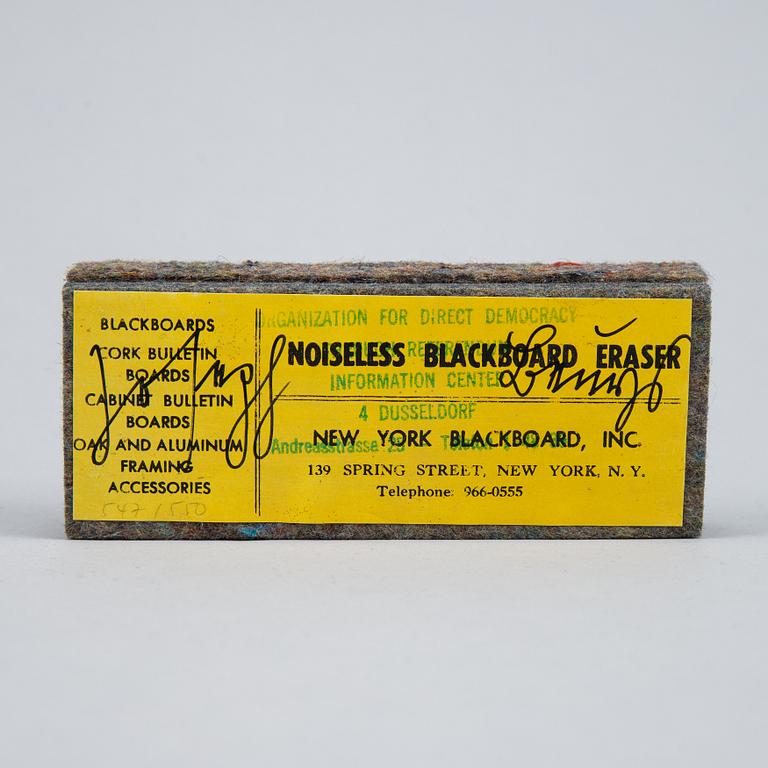 BLACKBOARDS
CORK BULLETIN
BOARDS
CABINET BULLETIN
BOARDS
OAK AND ALUMINUM
FRAMING
ACCESSORIES
547/550
Joseph Beuys
ORGANIZATION FOR DIRECT DEMOCRACY
NOISELESS BLACKBOARD ERASER
INFORMATION CENTER
4 DUSSELDORF
Andreasstrasse 25
NEW YORK BLACKBOARD, INC.
139 SPRING STREET, NEW YORK, N. Y.
Telephone: 966-0555